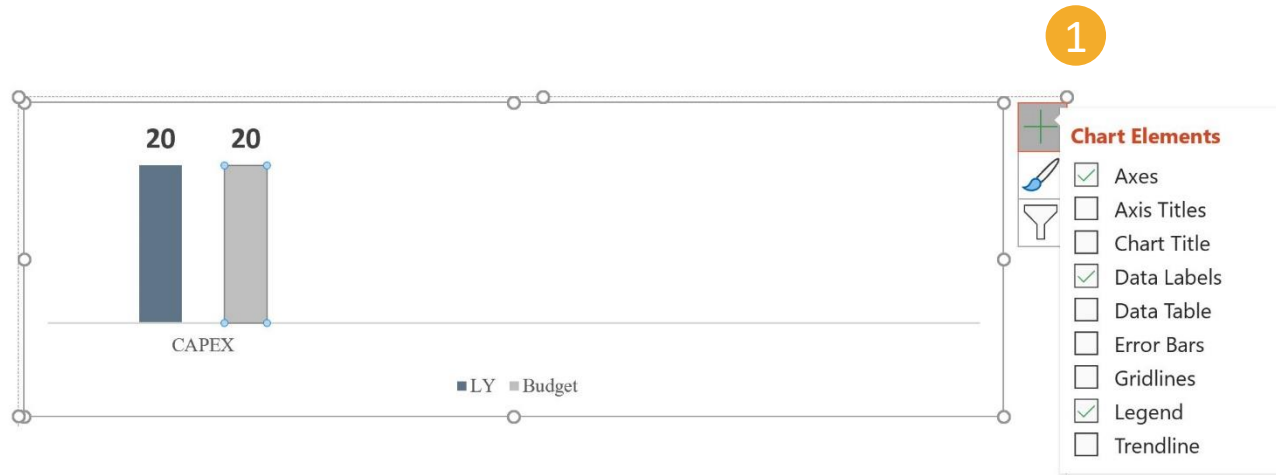 1
20 20
CAPEX
LY Budget
Chart Elements
Axes
Axis Titles
Chart Title
Data Labels
Data Table
Error Bars
Gridlines
Legend
Trendline